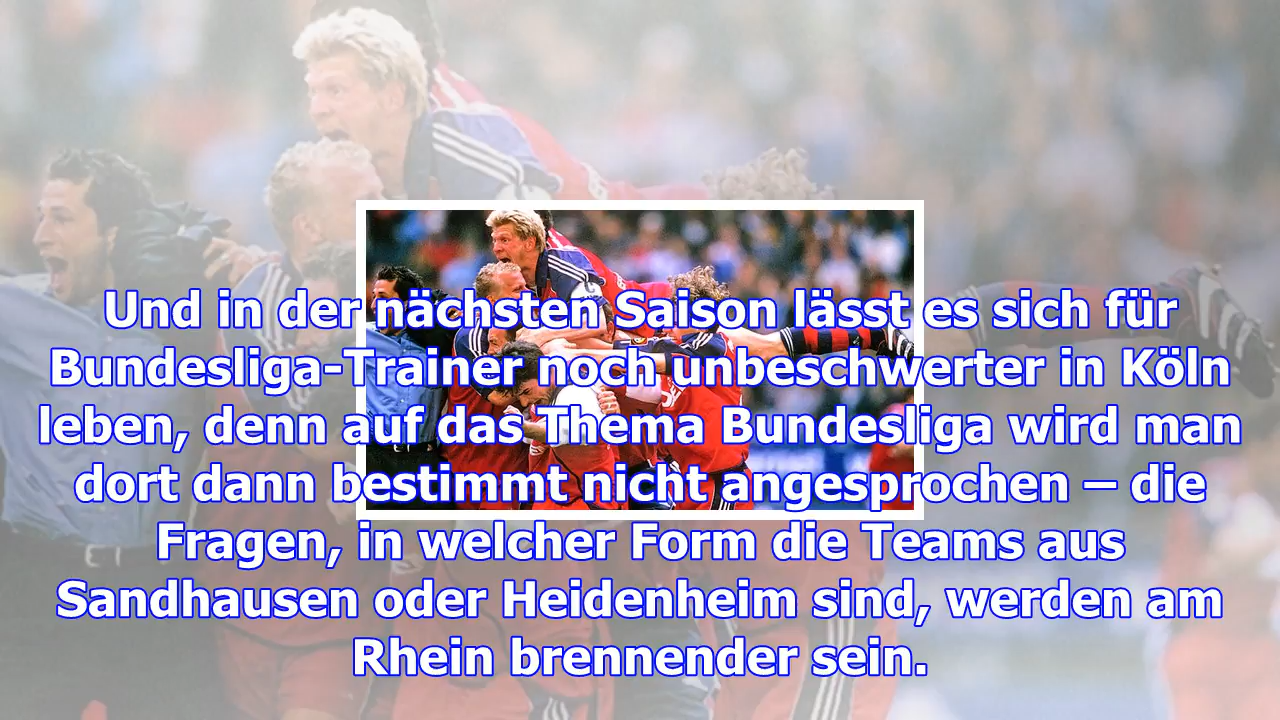 Und in der nächsten Saison lässt es sich für
Bundesliga-Trainer noch unbeschwerter in Köln
leben, denn auf das Thema Bundesliga wird man
dort dann bestimmt nicht angesprochen – die
Fragen, in welcher Form die Teams aus
Sandhausen oder Heidenheim sind, werden am
Rhein brennender sein.